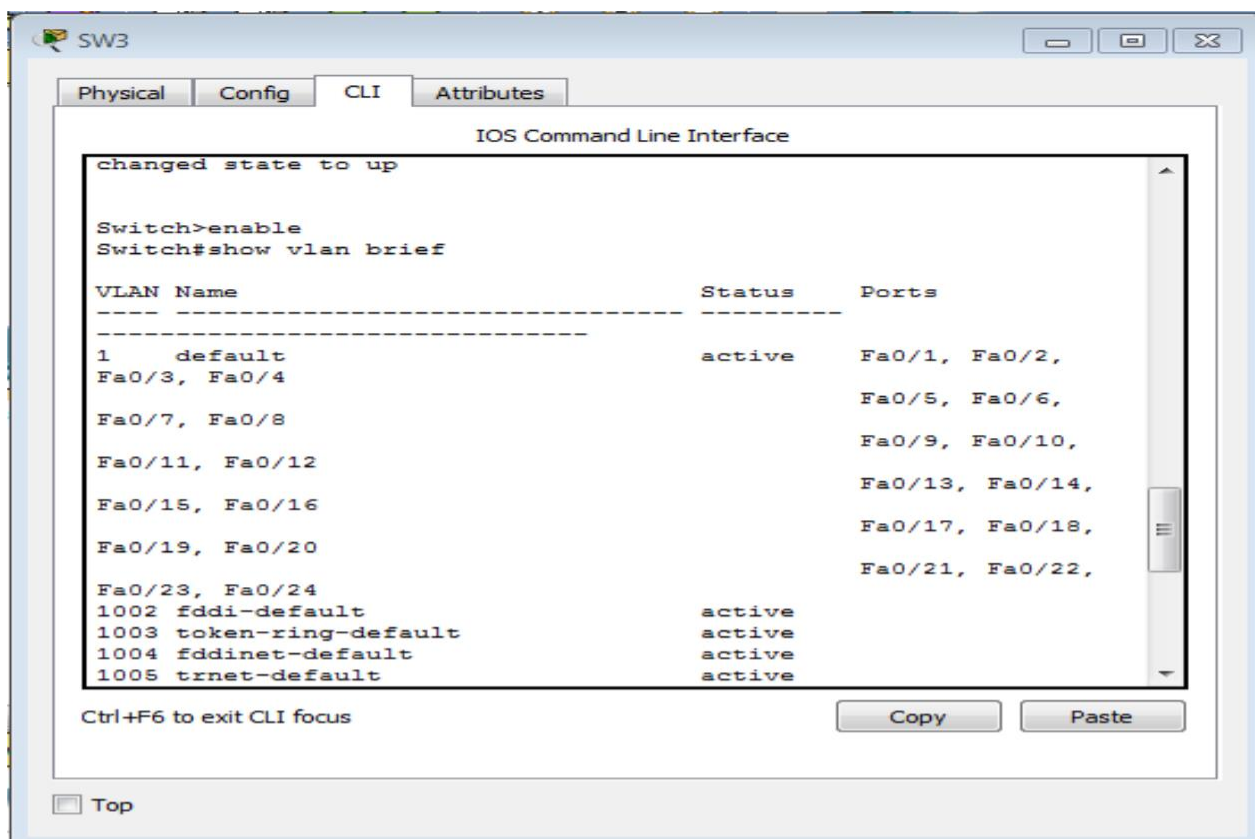 SW3
Physical Config CLI Attributes
IOS Command Line Interface
changed state to up
Switch>enable
Switch#show vlan brief
VLAN Name Status Ports
---- -------------------------------- ---------
-------------------------------
1 default active Fa0/1, Fa0/2,
Fa0/3, Fa0/4
Fa0/5, Fa0/6,
Fa0/7, Fa0/8
Fa0/9, Fa0/10,
Fa0/11, Fa0/12
Fa0/13, Fa0/14,
Fa0/15, Fa0/16
Fa0/17, Fa0/18,
Fa0/19, Fa0/20
Fa0/21, Fa0/22,
Fa0/23, Fa0/24
1002 fddi-default active
1003 token-ring-default active
1004 fddinet-default active
1005 trnet-default active
Ctrl+F6 to exit CLI focus
Copy Paste
Top